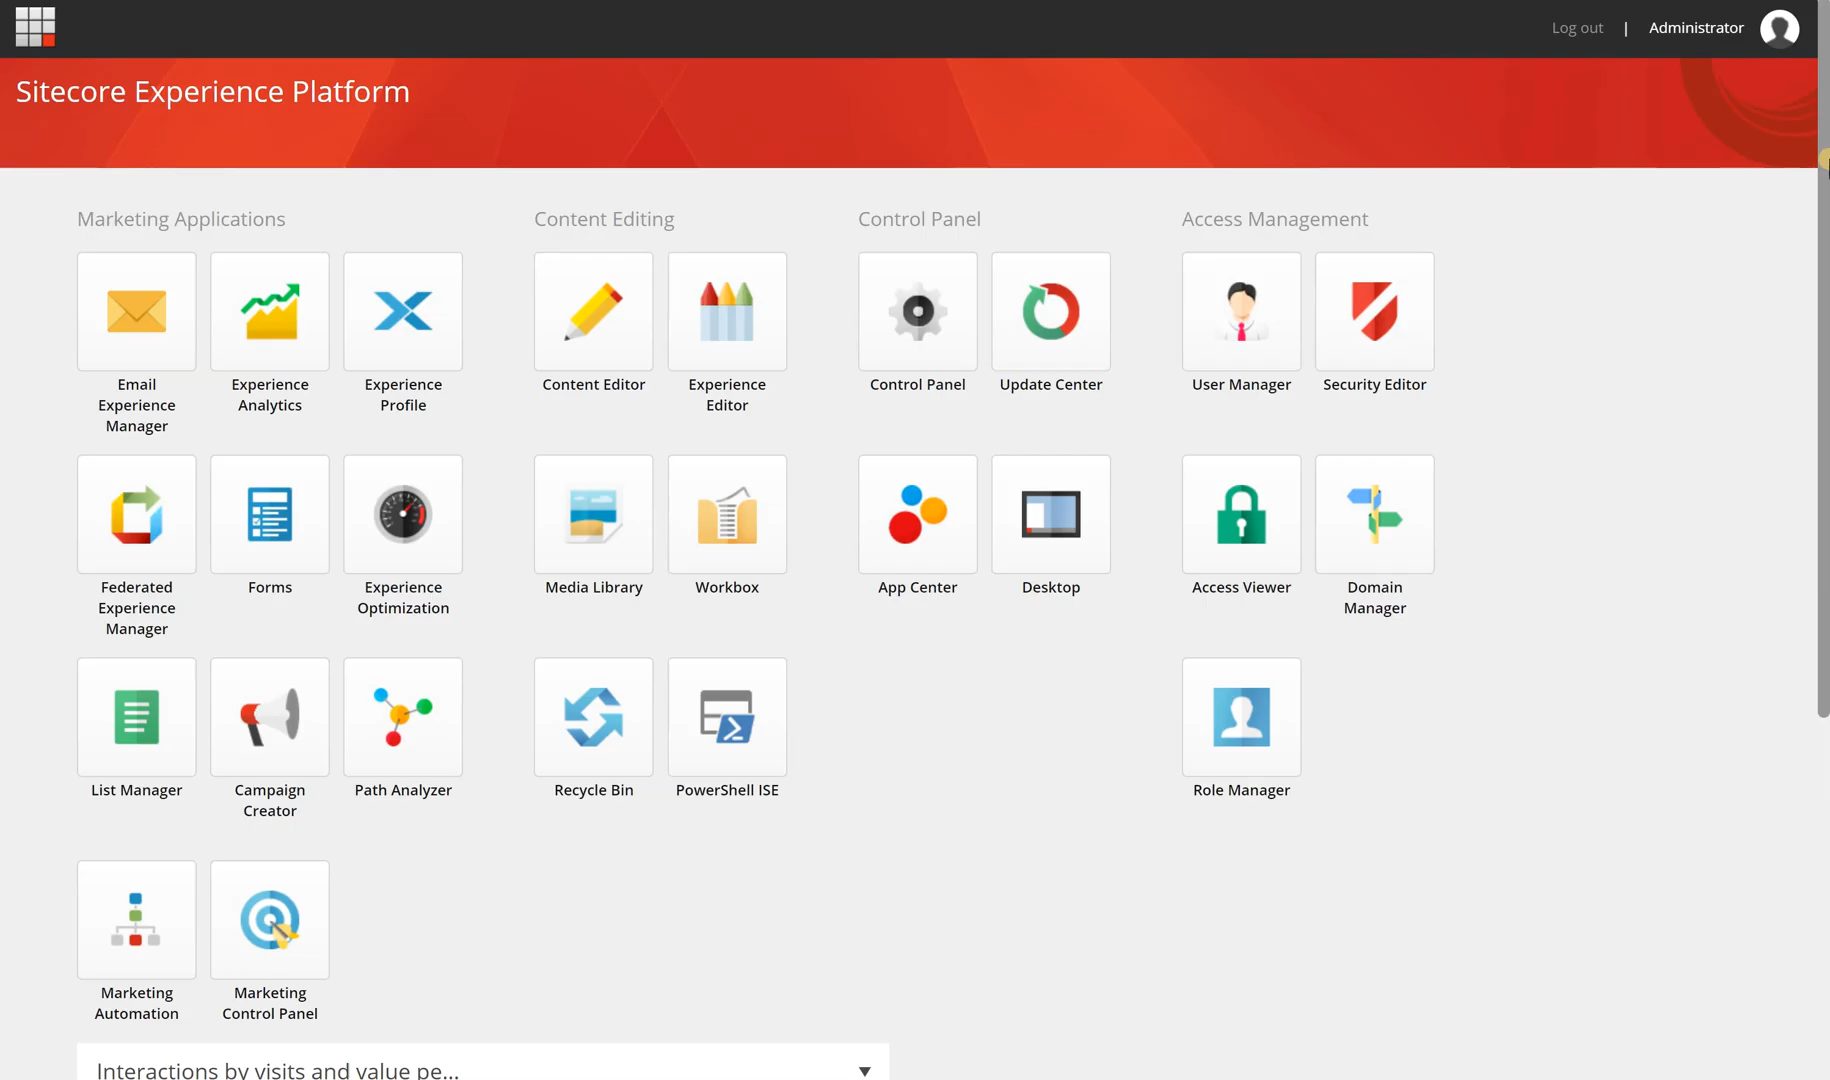 Log out | Administrator
Sitecore Experience Platform
Marketing Applications
Email
Experience
Manager
Experience
Analytics
Experience
Profile
Federated
Experience
Manager
Forms
Experience
Optimization
List Manager
Campaign
Creator
Path Analyzer
Marketing
Automation
Marketing
Control Panel
Content Editing
Content Editor
Experience
Editor
Media Library
Workbox
Recycle Bin
PowerShell ISE
Control Panel
Control Panel
Update Center
App Center
Desktop
Access Management
User Manager
Security Editor
Access Viewer
Domain
Manager
Role Manager
Interactions by visits and value pe...